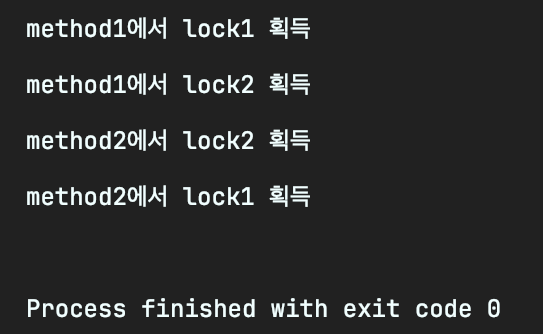 method1에서 lock1 획득
method1에서 lock2 획득
method2에서 lock2 획득
method2에서 lock1 획득
Process finished with exit code 0